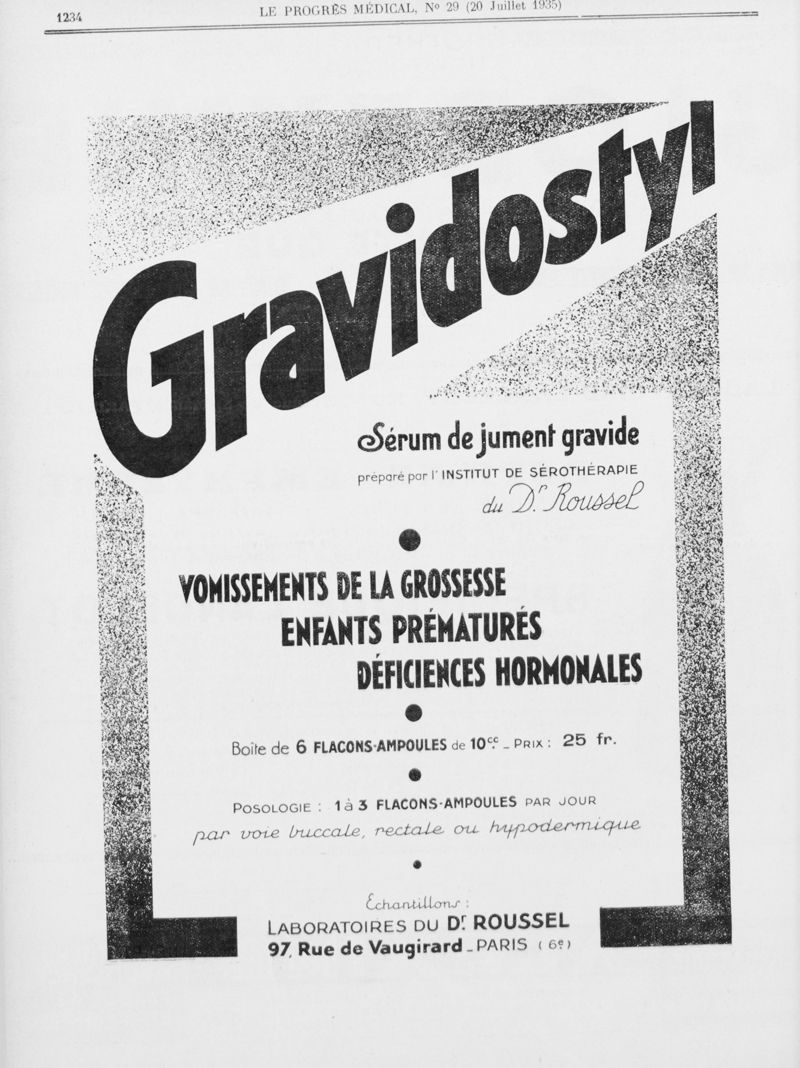 1234
LE PROGRÈS MÉDICAL, Nº 29 (20 Juillet 1935)
Gravidostyl
Sérum de jument gravide
préparé par l'INSTITUT DE SÉROTHÉRAPIE
du Dr. Roussel
VOMISSEMENTS DE LA GROSSESSE
ENFANTS PRÉMATURÉS
DÉFICIENCES HORMONALES
Boite de 6 FLACONS-AMPOULES de 10cc. _ PRIX : 25 fr.
POSOLOGIE : 1 à 3 FLACONS-AMPOULES PAR JOUR
par voie buccale, rectale ou hypodermique
Échantillons :
LABORATOIRES DU Dr. ROUSSEL
97, Rue de Vaugirard _ PARIS (6e)